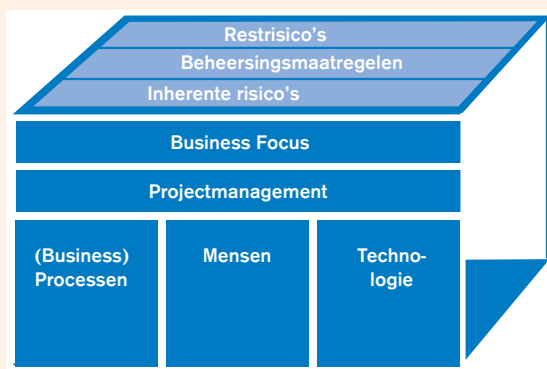 Restrisico’s
Beheersingsmaatregelen
Inherente risico’s
Business Focus
Projectmanagement
(Business)
Processen
Mensen
Techno-
logie